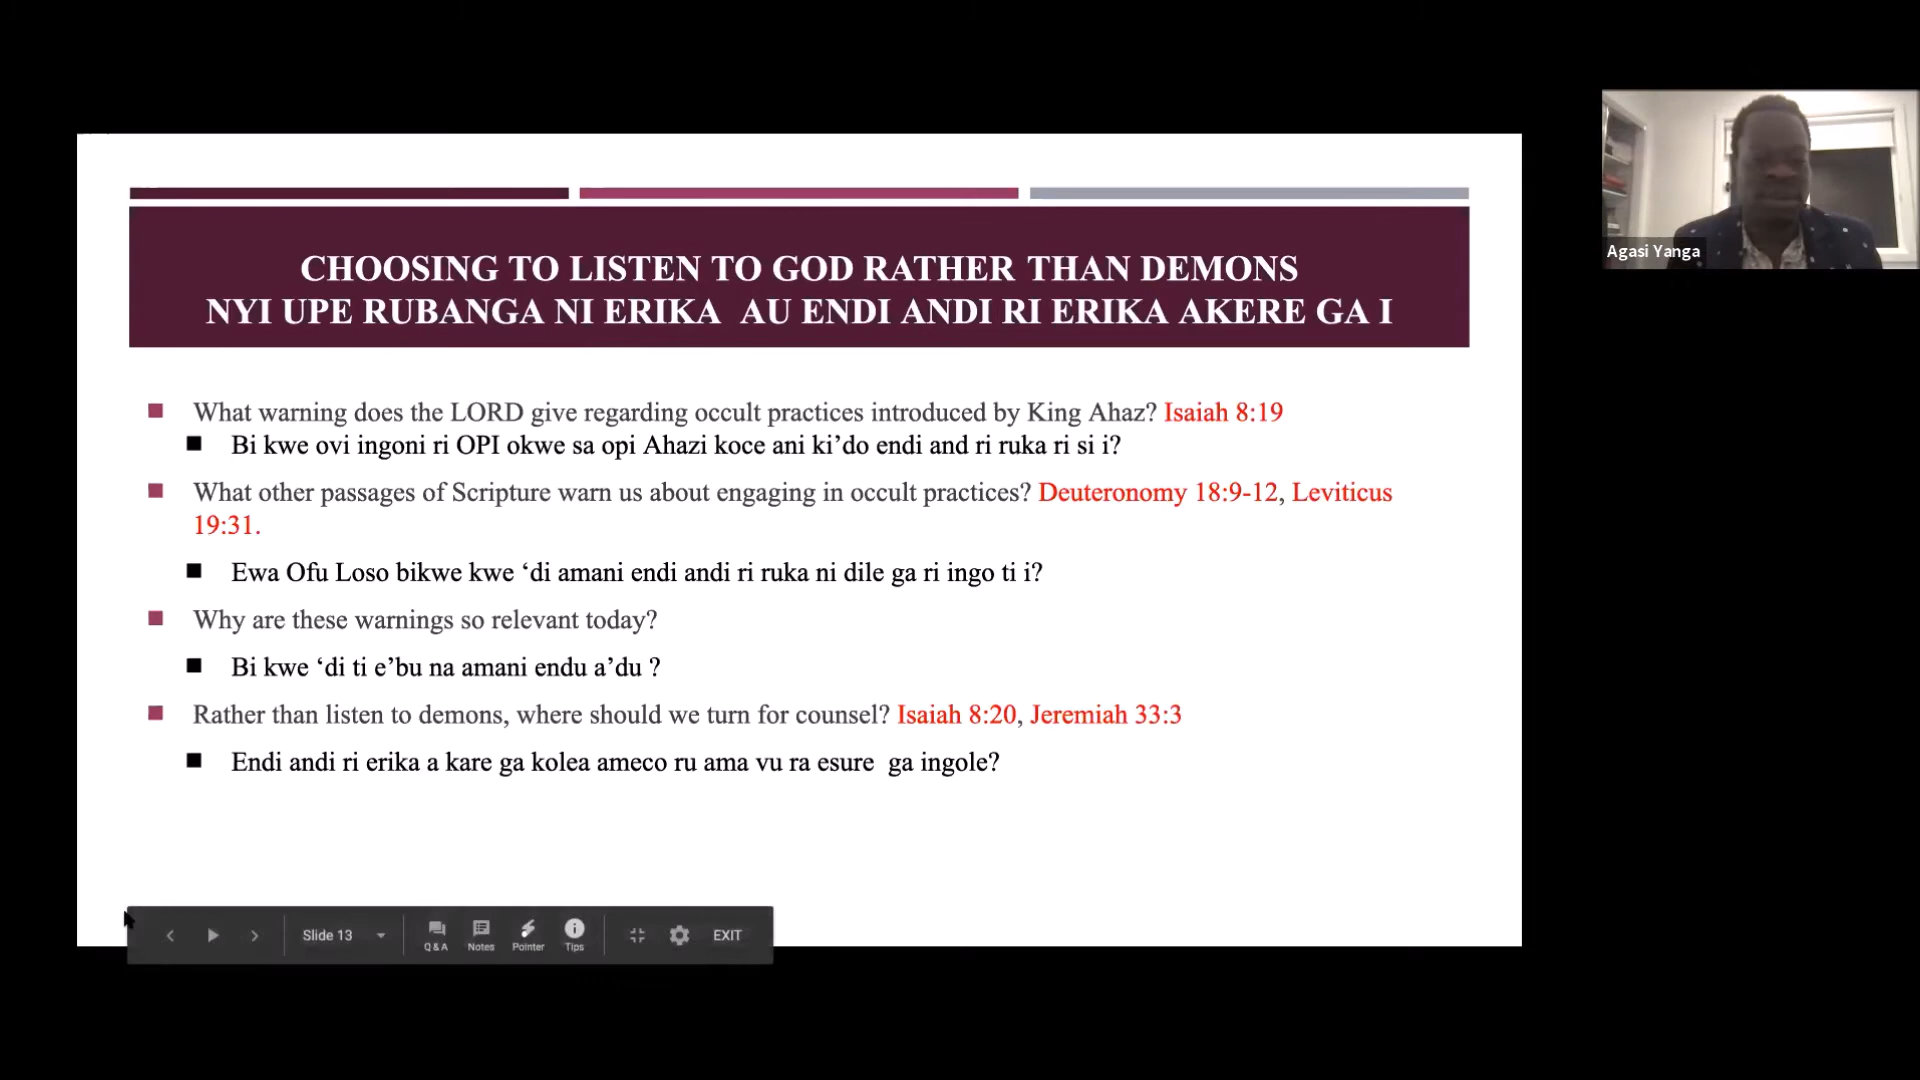 CHOOSING TO LISTEN TO GOD RATHER THAN DEMONS
NYI UPE RUBANGA NI ERIKA AU ENDI ANDI RI ERIKA AKERE GA I
What warning does the LORD give regarding occult practices introduced by King Ahaz? Isaiah 8:19
Bi kwe ovi ingoni ri OPI okwe sa opi Ahazi koce ani ki’do endi and ri ruka ri si i?
What other passages of Scripture warn us about engaging in occult practices? Deuteronomy 18:9-12, Leviticus
19:31.
Ewa Ofu Loso bikwe kwe ‘di amani endi andi ri ruka ni dile ga ri ingo ti i?
Why are these warnings so relevant today?
Bi kwe ‘di ti e’bu na amani endu a’du ?
Rather than listen to demons, where should we turn for counsel? Isaiah 8:20, Jeremiah 33:3
Endi andi ri erika a kare ga kolea ameco ru ama vu ra esure ga ingole?
Agasi Yanga
Slide 13
Q & A
Notes
Pointer
Tips
EXIT